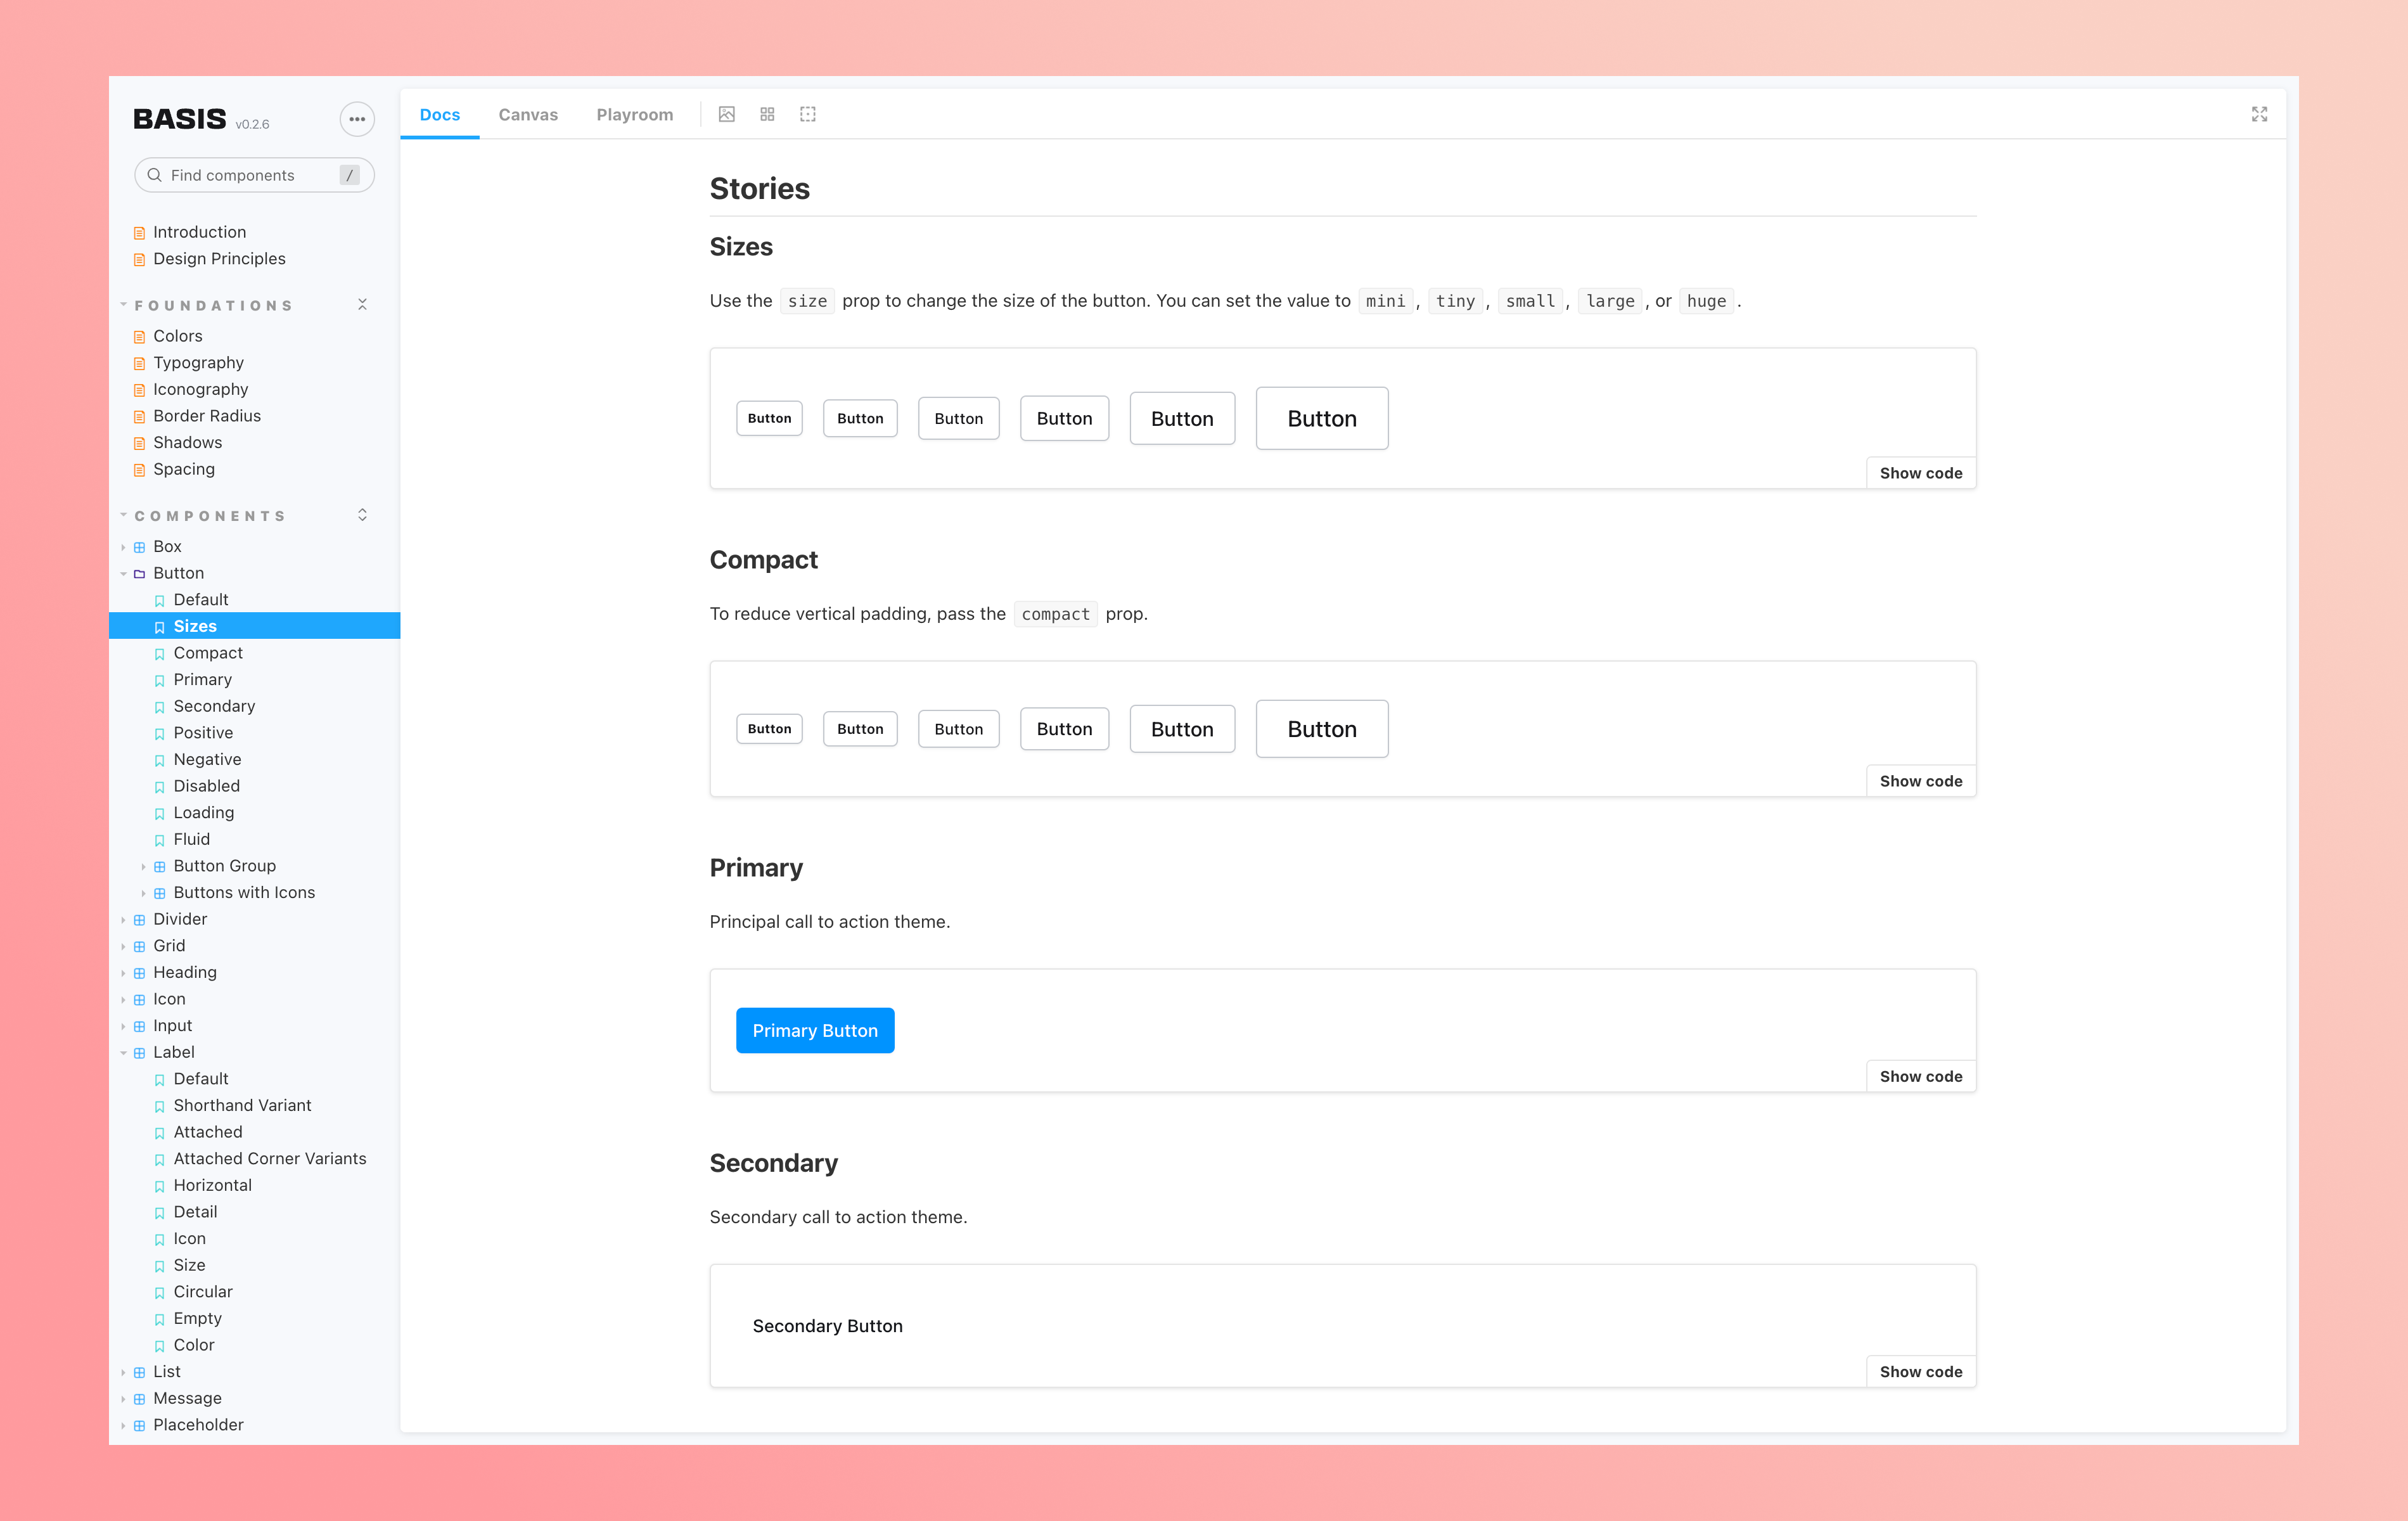 BASIS v0.2.6
Find components /
Introduction
Design Principles
FOUNDATIONS
Colors
Typography
Iconography
Border Radius
Shadows
Spacing
COMPONENTS
Box
Button
Default
Sizes
Compact
Primary
Secondary
Positive
Negative
Disabled
Loading
Fluid
Button Group
Buttons with Icons
Divider
Grid
Heading
Icon
Input
Label
Default
Shorthand Variant
Attached
Attached Corner Variants
Horizontal
Detail
Icon
Size
Circular
Empty
Color
List
Message
Placeholder
Docs Canvas Playroom
Stories
Sizes
Use the size prop to change the size of the button. You can set the value to mini, tiny, small, large, or huge.
Button Button Button Button Button Button
Show code
Compact
To reduce vertical padding, pass the compact prop.
Button Button Button Button Button Button
Show code
Primary
Principal call to action theme.
Primary Button
Show code
Secondary
Secondary call to action theme.
Secondary Button
Show code